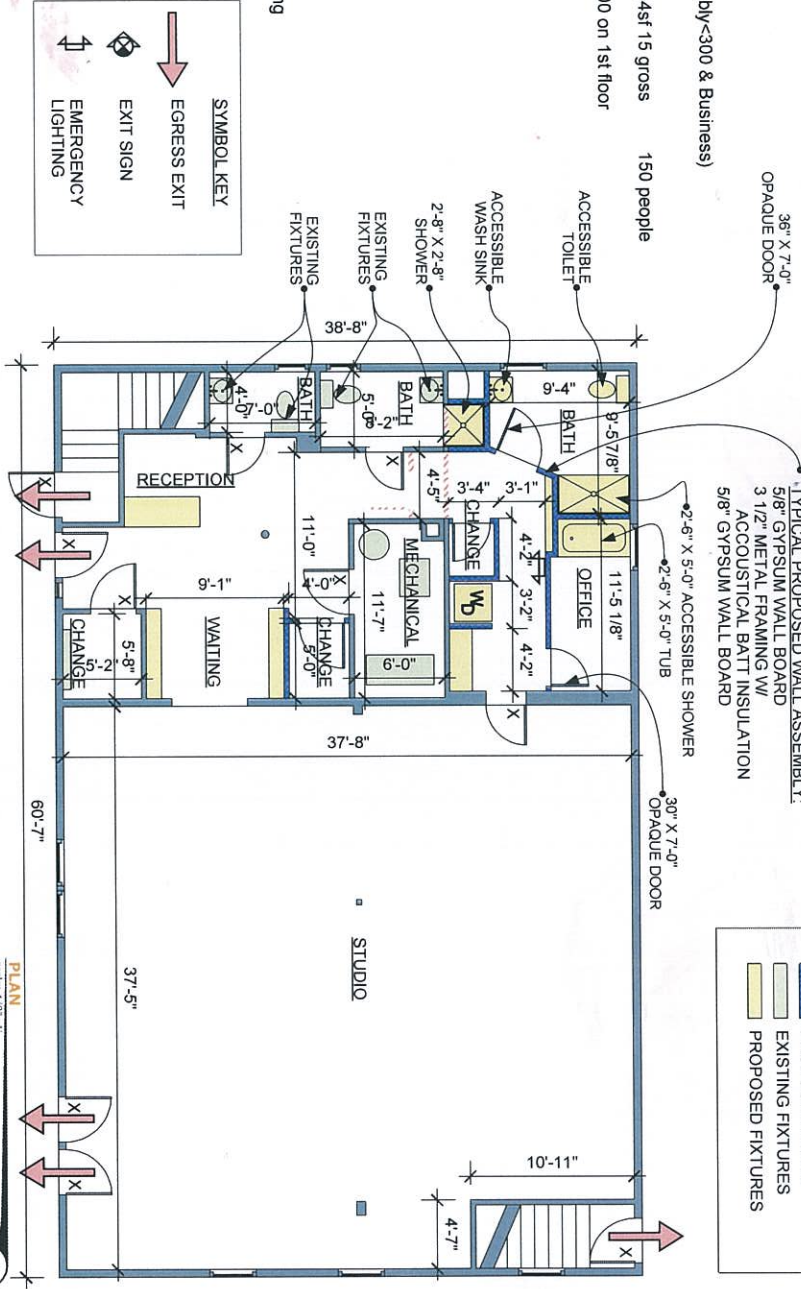 bly<300 & Business)
4sf 15 gross 150 people
00 on 1st floor
ng
36" X 7'-0"
OPAQUE DOOR
TYPICAL PROPOSED WALL ASSEMBLY:
5/8" GYPSUM WALL BOARD
3 1/2" METAL FRAMING W/
ACCOUSTICAL BATT INSULATION
5/8" GYPSUM WALL BOARD
2'-6" X 5'-0" ACCESSIBLE SHOWER
2'-6" X 5'-0" TUB
30" X 7'-0"
OPAQUE DOOR
EXISTING FIXTURES
PROPOSED FIXTURES
ACCESSIBLE
TOILET
ACCESSIBLE
WASH SINK
2'-8" X 2'-8"
SHOWER
EXISTING
FIXTURES
EXISTING
FIXTURES
SYMBOL KEY
EGRESS EXIT
EXIT SIGN
EMERGENCY
LIGHTING
38'-8"
9'-4"
BATH
9'-5 7/8"
BATH
5'-0"
8'-2"
BATH
4'-0"
7'-0"
RECEPTION
4'-5"
3'-4"
3'-1"
CHANGE
4'-2"
3'-2"
4'-2"
WD
OFFICE
11'-5 1/8"
MECHANICAL
11'-7"
6'-0"
11'-0"
4'-0"
9'-1"
CHANGE
5'-0"
WAITING
CHANGE
5'-8"
5'-2"
X
X
X
X
X
X
X
X
X
X
37'-8"
STUDIO
37'-5"
60'-7"
10'-11"
4'-7"
PLAN